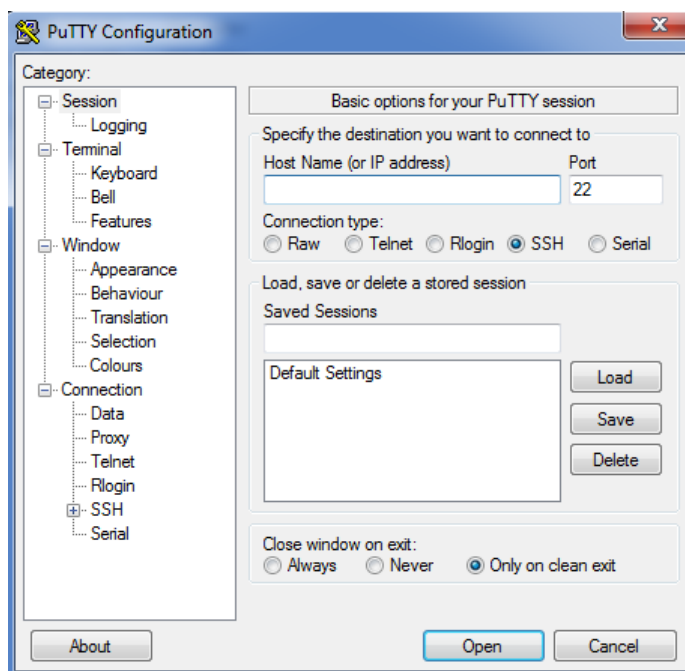 PuTTY Configuration
Category:
Session
Logging
Terminal
Keyboard
Bell
Features
Window
Appearance
Behaviour
Translation
Selection
Colours
Connection
Data
Proxy
Telnet
Rlogin
SSH
Serial
Basic options for your PuTTY session
Specify the destination you want to connect to
Host Name (or IP address) Port
22
Connection type:
Raw Telnet Rlogin SSH Serial
Load, save or delete a stored session
Saved Sessions
Default Settings
Load
Save
Delete
Close window on exit:
Always Never Only on clean exit
About Open Cancel